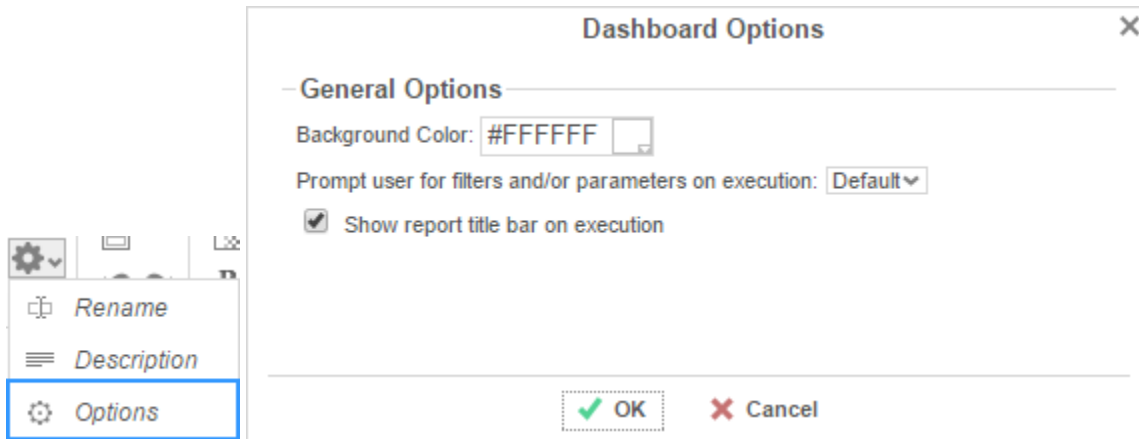 Dashboard Options
General Options
Background Color: #FFFFFF
Prompt user for filters and/or parameters on execution: Default
Show report title bar on execution
Rename
Description
Options
OK Cancel